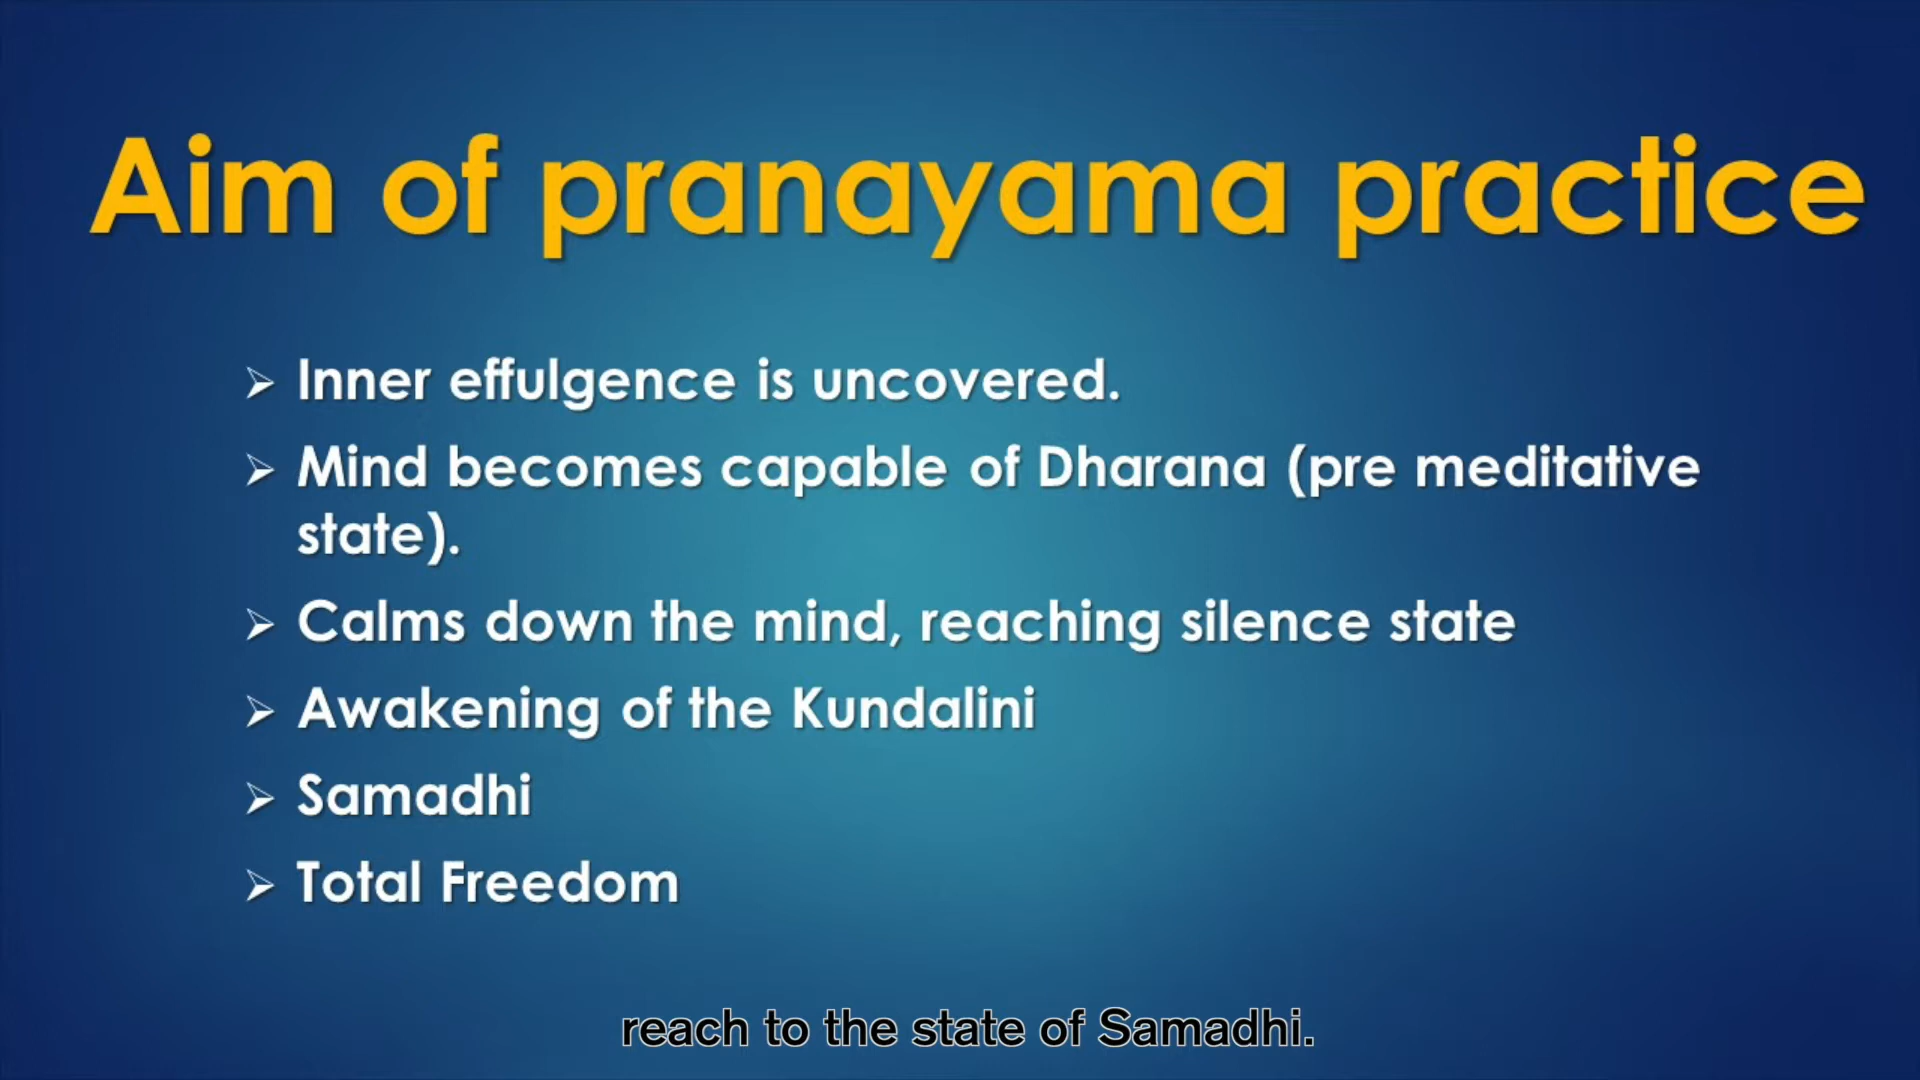 Aim of pranayama practice
➢ Inner effulgence is uncovered.
➢ Mind becomes capable of Dharana (pre meditative
state).
➢ Calms down the mind, reaching silence state
➢ Awakening of the Kundalini
➢ Samadhi
➢ Total Freedom
reach to the state of Samadhi.